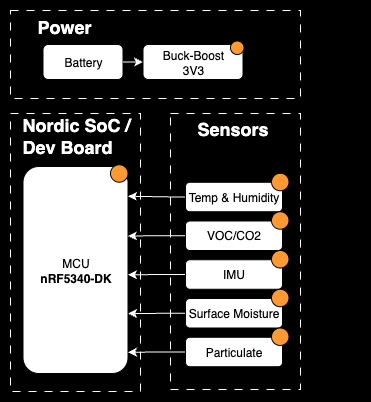 Power
Battery
Buck-Boost
3V3
Nordic SoC /
Dev Board
Sensors
MCU
nRF5340-DK
Temp & Humidity
VOC/CO2
IMU
Surface Moisture
Particulate